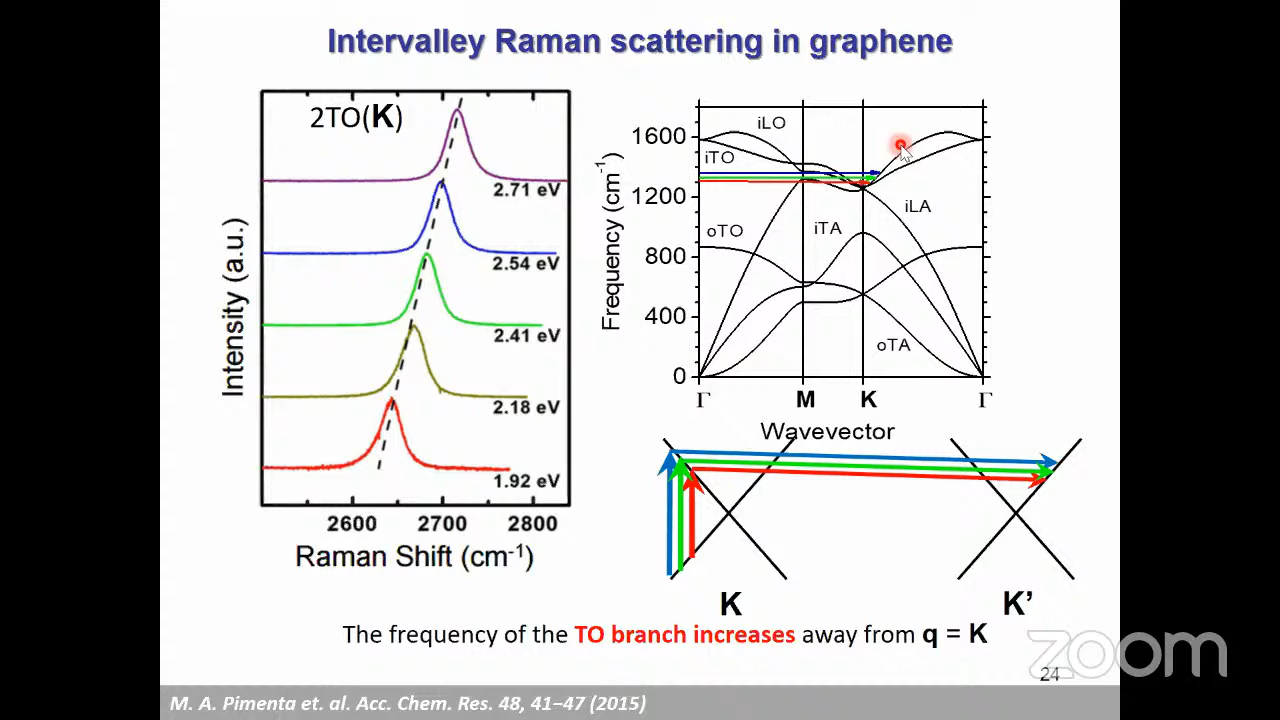 Intervalley Raman scattering in graphene
2TO(K)
2.71 eV
2.54 eV
2.41 eV
2.18 eV
1.92 eV
Intensity (a.u.)
2600 2700 2800
Raman Shift (cm-1)
Frequency (cm-1)
1600
1200
800
400
0
iLO
iTO
oTO
iTA
iLA
oTA
Γ M K Γ
Wavevector
K K’
The frequency of the TO branch increases away from q = K
zoom
24
M. A. Pimenta et. al Acc. Chem. Res. 48, 41−47 (2015)